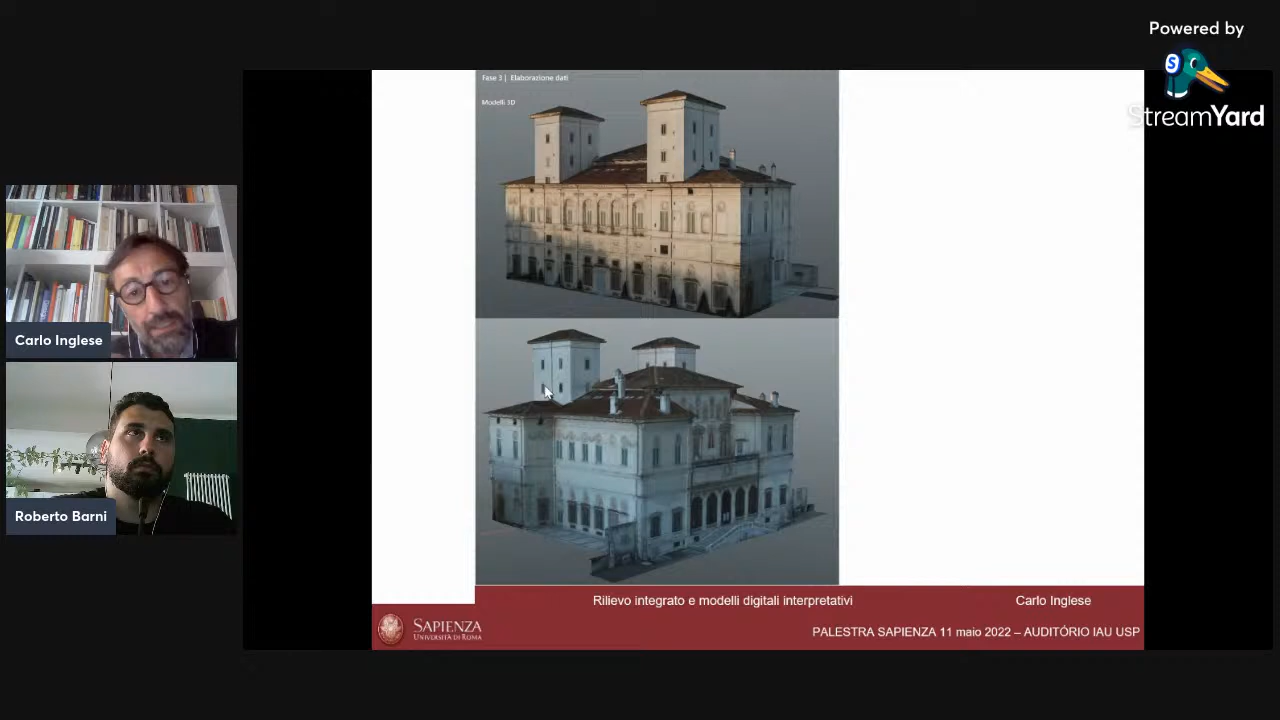 Powered by
S
StreamYard
Fase 3 | Elaborazione dati
Modelli 3D
Carlo Inglese
Roberto Barni
Rilievo integrato e modelli digitali interpretativi
Carlo Inglese
SAPIENZA
UNIVERSITÀ DI ROMA
PALESTRA SAPIENZA 11 maio 2022 – AUDITÓRIO IAU USP